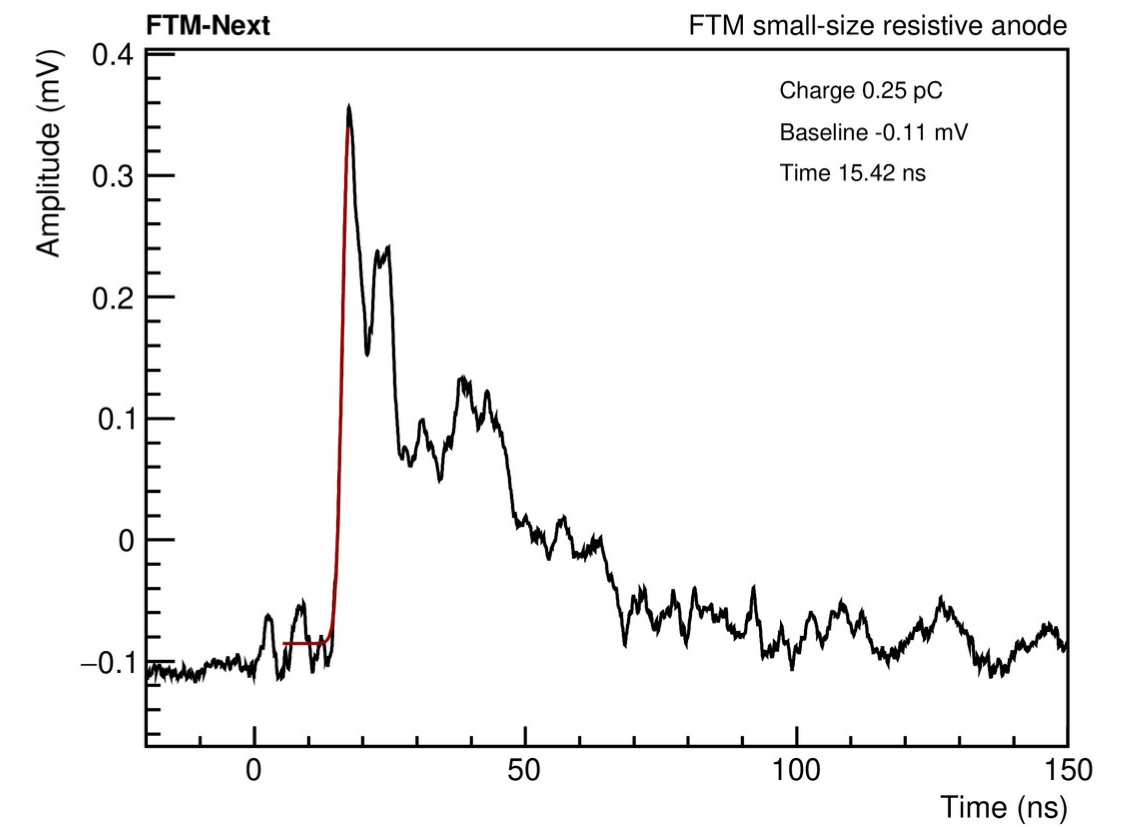 FTM-Next
FTM small-size resistive anode
Amplitude (mV)
0.4
0.3
0.2
0.1
0
−0.1
Charge 0.25 pC
Baseline -0.11 mV
Time 15.42 ns
0
50
100
150
Time (ns)